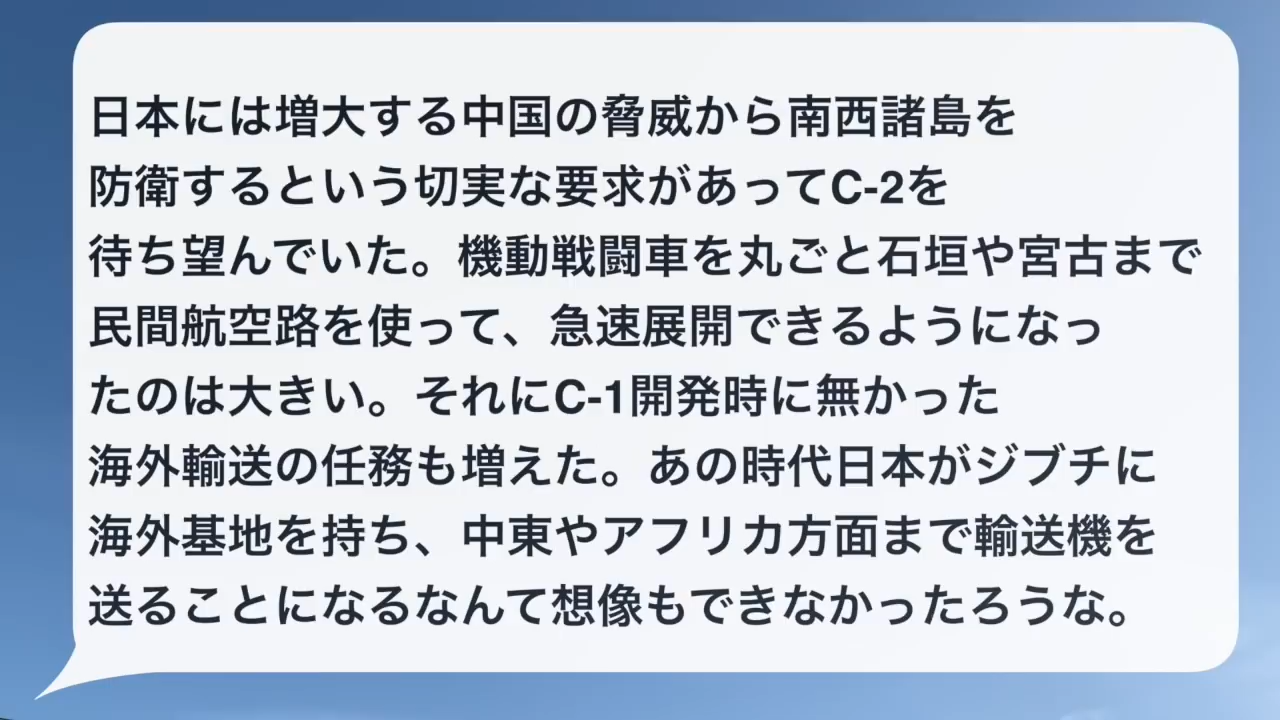 日本には増大する中国の脅威から南西諸島を
防衛するという切実な要求があってC-2を
待ち望んでいた。機動戦闘車を丸ごと石垣や宮古まで
民間航空路を使って、急速展開できるようになっ
たのは大きい。それにC-1開発時に無かった
海外輸送の任務も増えた。あの時代日本がジブチに
海外基地を持ち、中東やアフリカ方面まで輸送機を
送ることになるなんて想像もできなかったろうな。